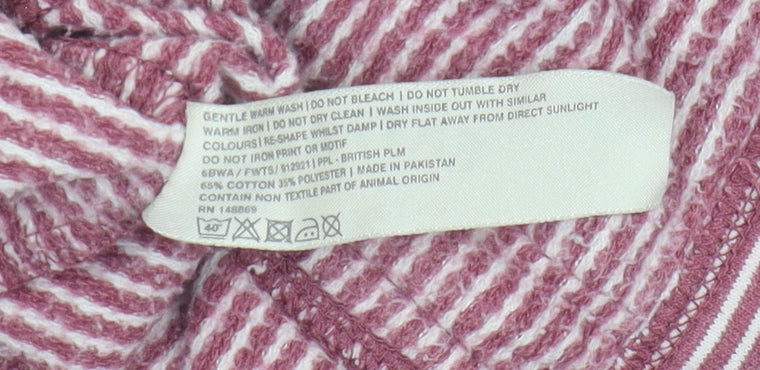 GENTLE WARM WASH | DO NOT BLEACH | DO NOT TUMBLE DRY
WARM IRON | DO NOT DRY CLEAN | WASH INSIDE OUT WITH SIMILAR
COLOURS | RE-SHAPE WHILST DAMP | DRY FLAT AWAY FROM DIRECT SUNLIGHT
DO NOT IRON PRINT OR MOTIF
6BWA / FWTS / 912921 | PPL - BRITISH PLM
65% COTTON 35% POLYESTER | MADE IN PAKISTAN
CONTAIN NON TEXTILE PART OF ANIMAL ORIGIN
RN 148869
40°